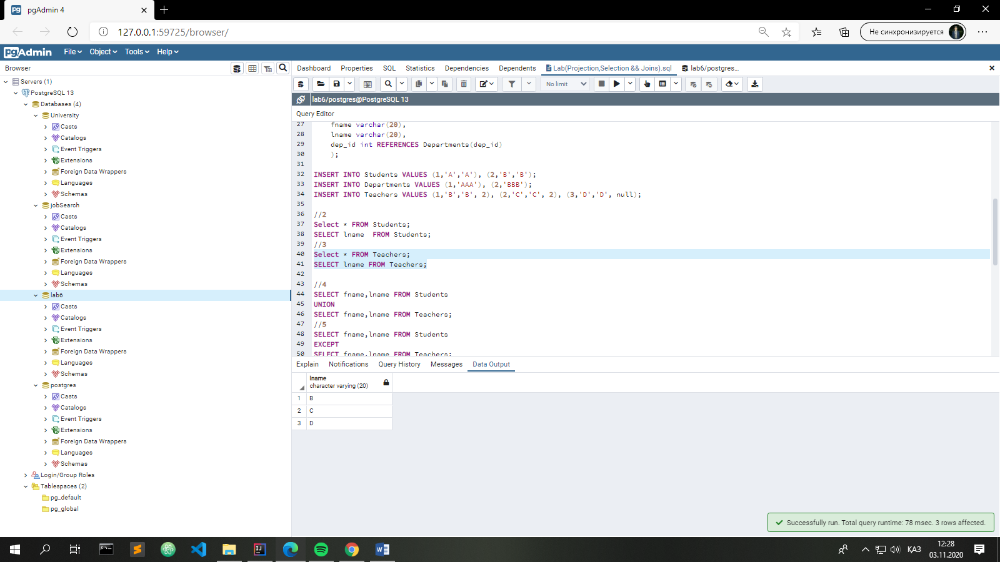 pgAdmin 4
127.0.0.1:59725/browser/
Не синхронизируется
pgAdmin File Object Tools Help
Browser
Dashboard Properties SQL Statistics Dependencies Dependents Lab(Projection,Selection && Joins).sql lab6/postgres...
No limit
lab6/postgres@PostgreSQL 13
Query Editor
Servers (1)
PostgreSQL 13
Databases (4)
University
Casts
Catalogs
Event Triggers
Extensions
Foreign Data Wrappers
Languages
Schemas
jobSearch
Casts
Catalogs
Event Triggers
Extensions
Foreign Data Wrappers
Languages
Schemas
lab6
Casts
Catalogs
Event Triggers
Extensions
Foreign Data Wrappers
Languages
Schemas
postgres
Casts
Catalogs
Event Triggers
Extensions
Foreign Data Wrappers
Languages
Schemas
Login/Group Roles
Tablespaces (2)
pg_default
pg_global
27 fname varchar(20),
28 lname varchar(20),
29 dep_id int REFERENCES Departments(dep_id)
30 );
31
32 INSERT INTO Students VALUES (1,'A','A'), (2,'B','B');
33 INSERT INTO Departments VALUES (1,'AAA'), (2,'BBB');
34 INSERT INTO Teachers VALUES (1,'B','B', 2), (2,'C','C', 2), (3,'D','D', null);
35
36 //2
37 Select * FROM Students;
38 SELECT lname  FROM Students;
39 //3
40 Select * FROM Teachers;
41 SELECT lname FROM Teachers;
42
43 //4
44 SELECT fname,lname FROM Students
45 UNION
46 SELECT fname,lname FROM Teachers;
47 //5
48 SELECT fname,lname FROM Students
49 EXCEPT
50 SELECT fname,lname FROM Teachers;
Explain Notifications Query History Messages Data Output
lname
character varying (20)
1 B
2 C
3 D
Successfully run. Total query runtime: 78 msec. 3 rows affected.
ҚАЗ
12:28
03.11.2020